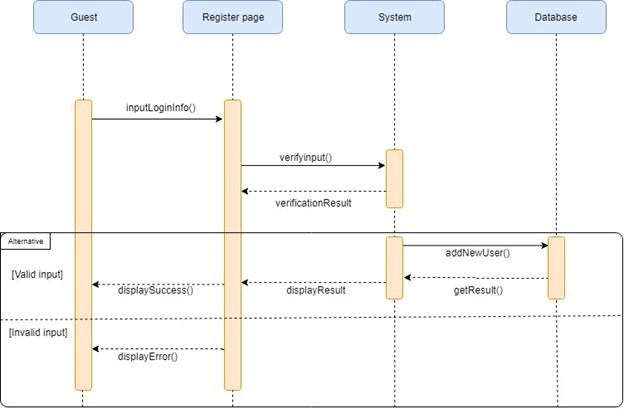 Guest
Register page
System
Database
inputLoginInfo()
verifyinput()
verificationResult
Alternative
addNewUser()
[Valid input]
displaySuccess()
displayResult
getResult()
[Invalid input]
displayError()